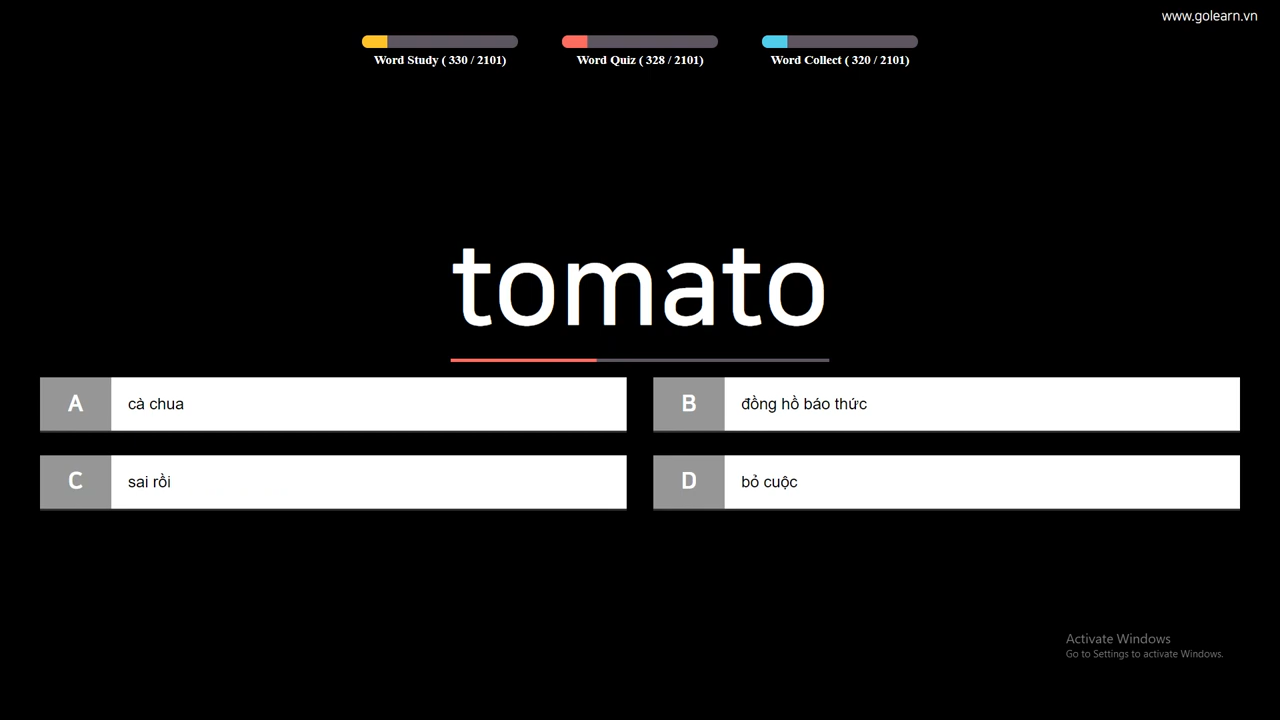 www.golearn.vn
Word Study ( 330 / 2101)
Word Quiz ( 328 / 2101)
Word Collect ( 320 / 2101)
tomato
A cà chua
B đồng hồ báo thức
C sai rồi
D bỏ cuộc
Activate Windows
Go to Settings to activate Windows.